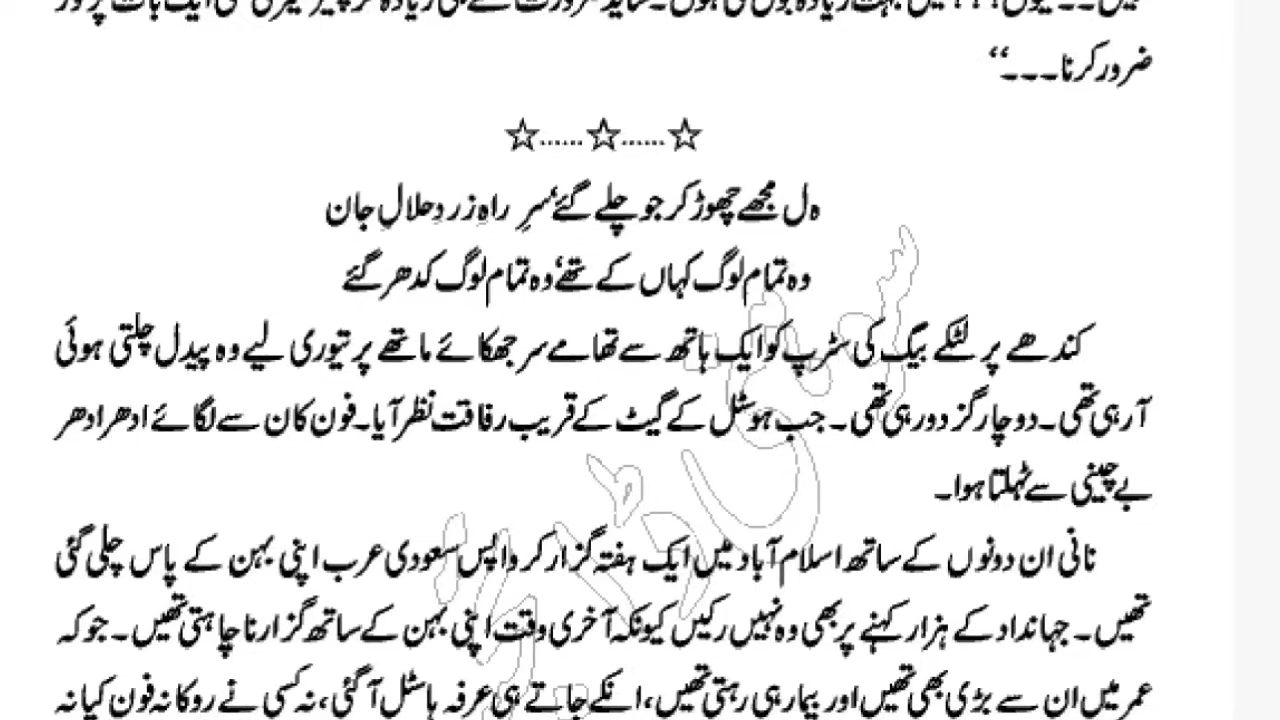 ضرور کرنا۔۔۔‘‘
☆……☆……☆
ہ ل مجھے چھوڑ کر جو چلے گئے‘ سرِ راہِ زر دِحلالِ جان
وہ تمام لوگ کہاں کے تھے‘ وہ تمام لوگ کدھر گئے
کندھے پر لٹکے بیگ کی سٹرپ کو ایک ہاتھ سے تھامے سر جھکائے ماتھے پر تیوری لیے وہ پیدل چلتی ہوئی
آ رہی تھی۔ دو چار گز دور ہی تھی۔ جب ہوسٹل کے گیٹ کے قریب رفاقت نظر آیا۔ فون کان سے لگائے ادھر ادھر
بے چینی سے ٹہلتا ہوا۔
نانی ان دونوں کے ساتھ اسلام آباد میں ایک ہفتہ گزار کر واپس سعودی عرب اپنی بہن کے پاس چلی گئی
تھیں۔ جہانداد کے ہزار کہنے پر بھی وہ نہیں رکیں کیونکہ آخری وقت اپنی بہن کے ساتھ گزارنا چاہتی تھیں۔ جو کہ
عمر میں ان سے بڑی بھی تھیں اور بیمار ہی رہتی تھیں، انکے جاتے ہی عرفہ ہاسٹل آ گئی، نہ کسی نے روکا نہ فون کیا نہ